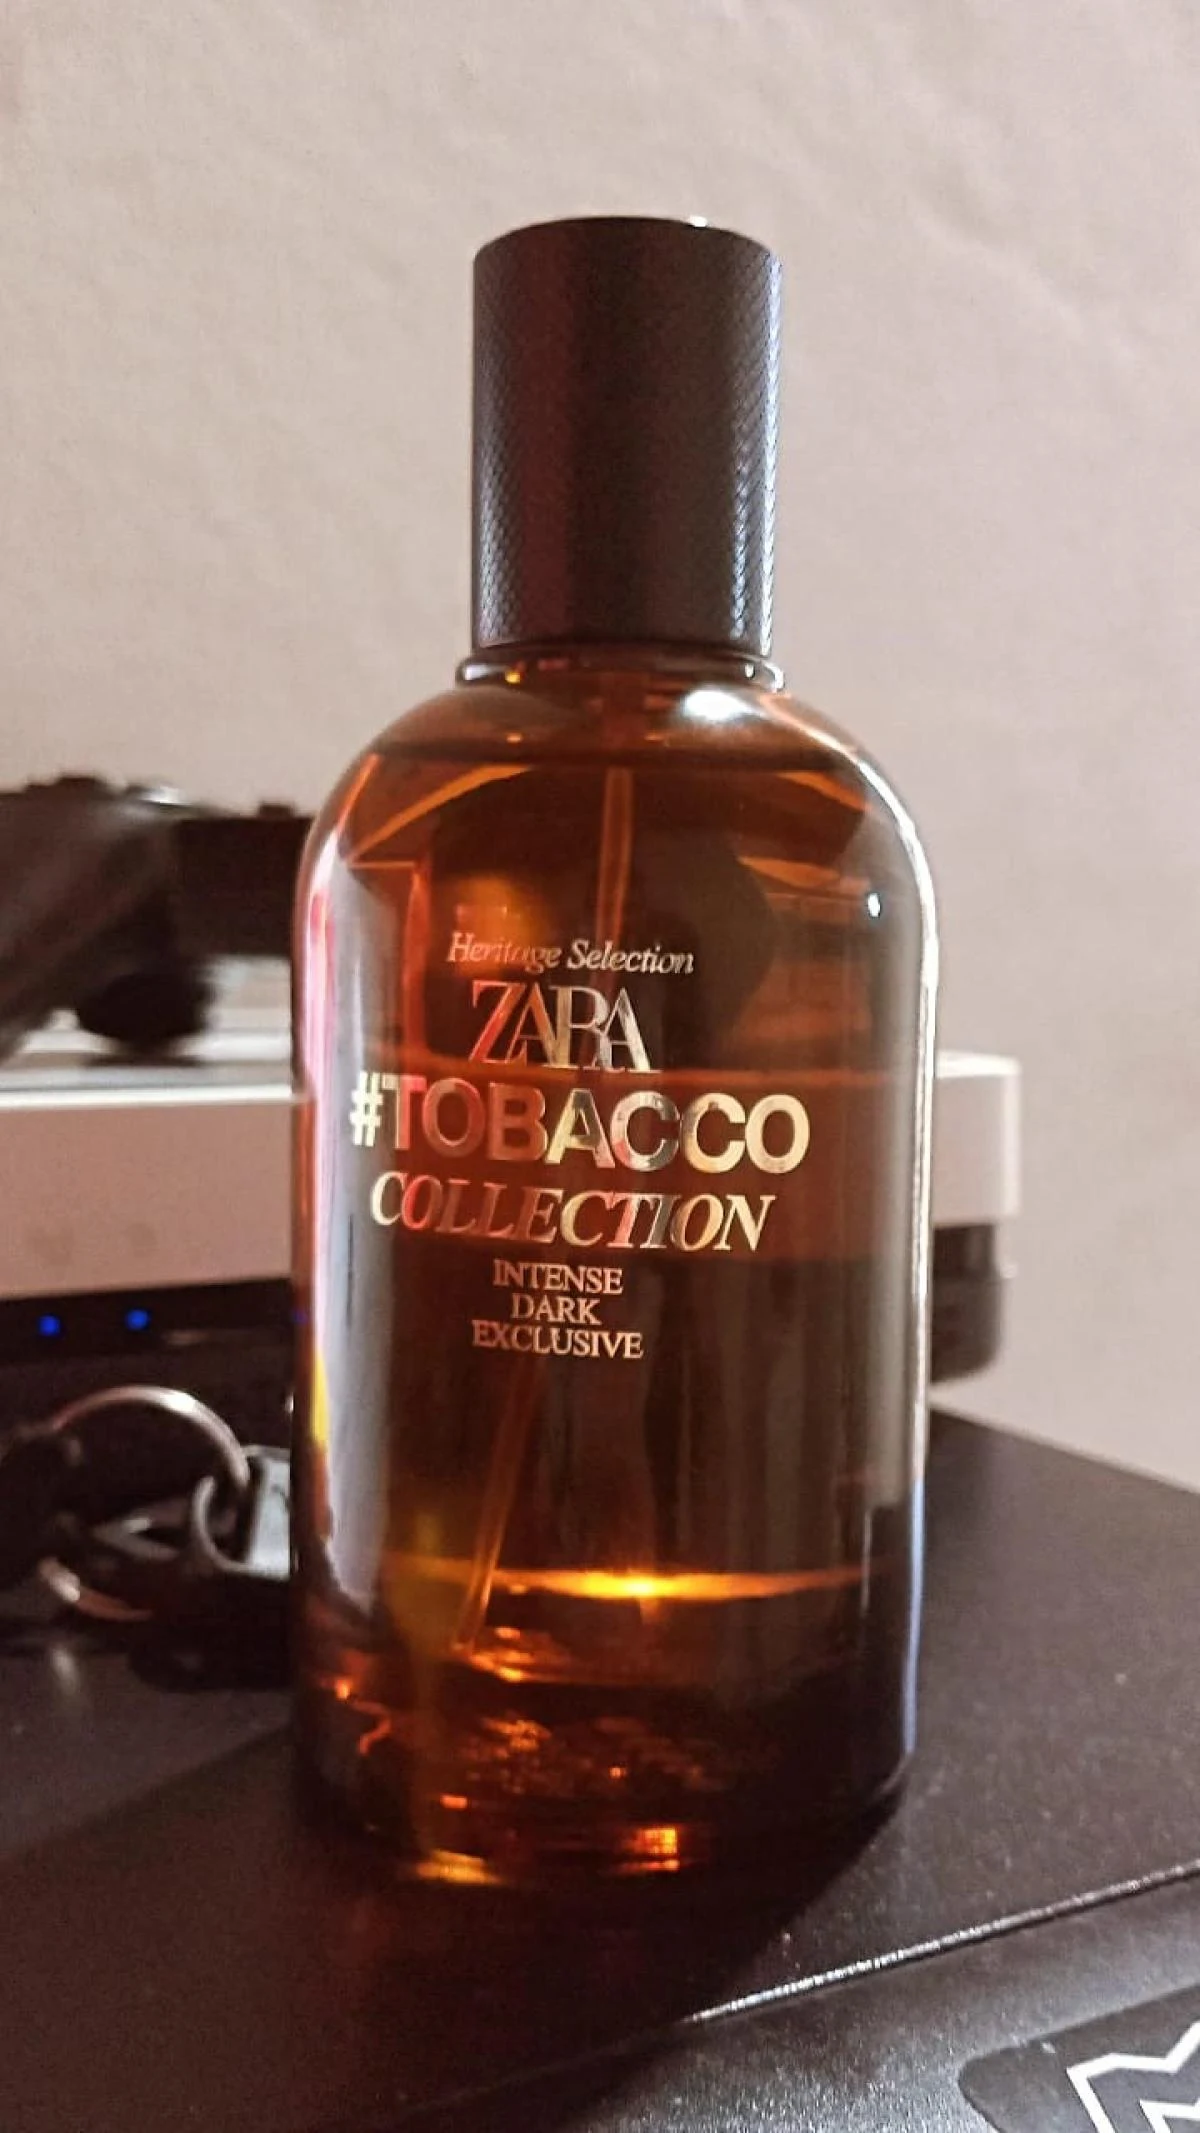 Heritage Selection
ZARA
#TOBACCO
COLLECTION
INTENSE
DARK
EXCLUSIVE